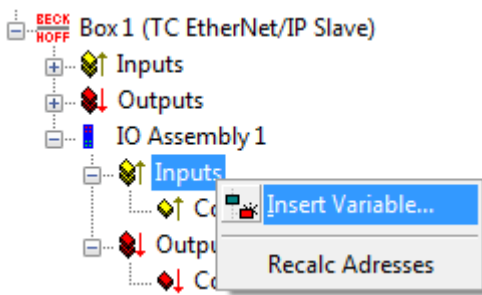 BECK
HOFF
Box 1 (TC EtherNet/IP Slave)
Inputs
Outputs
IO Assembly 1
Inputs
Insert Variable...
Recalc Adresses